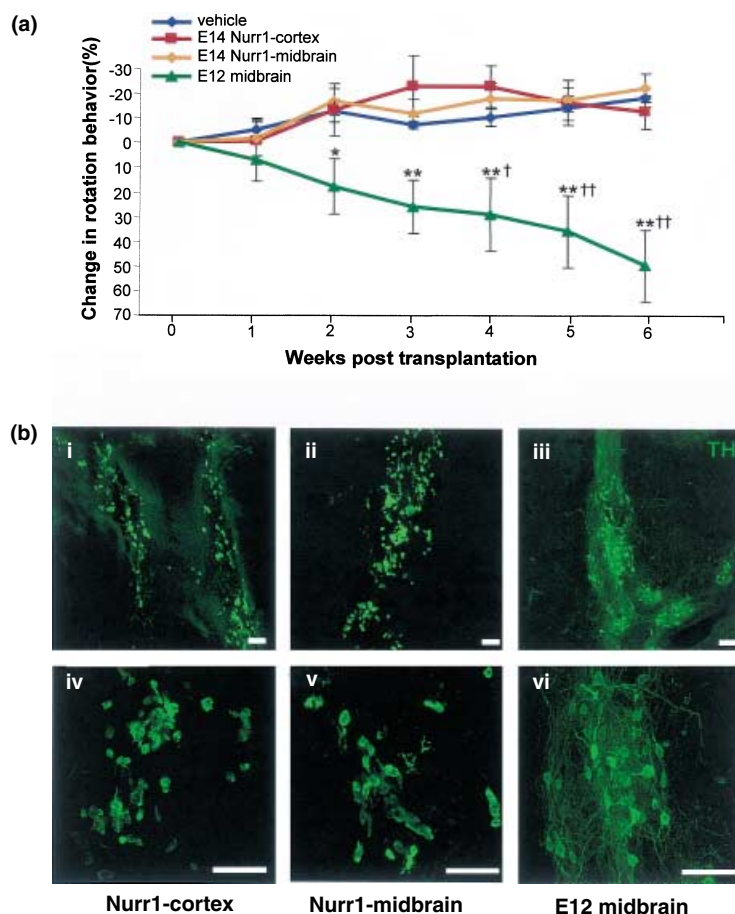 (a)
vehicle
E14 Nurr1-cortex
E14 Nurr1-midbrain
E12 midbrain
Change in rotation behavior(%)
-30
-20
-10
0
10
20
30
40
50
60
70
*
**
**†
**††
**††
0 1 2 3 4 5 6
Weeks post transplantation
(b)
i ii iii TH
iv v vi
Nurr1-cortex Nurr1-midbrain E12 midbrain